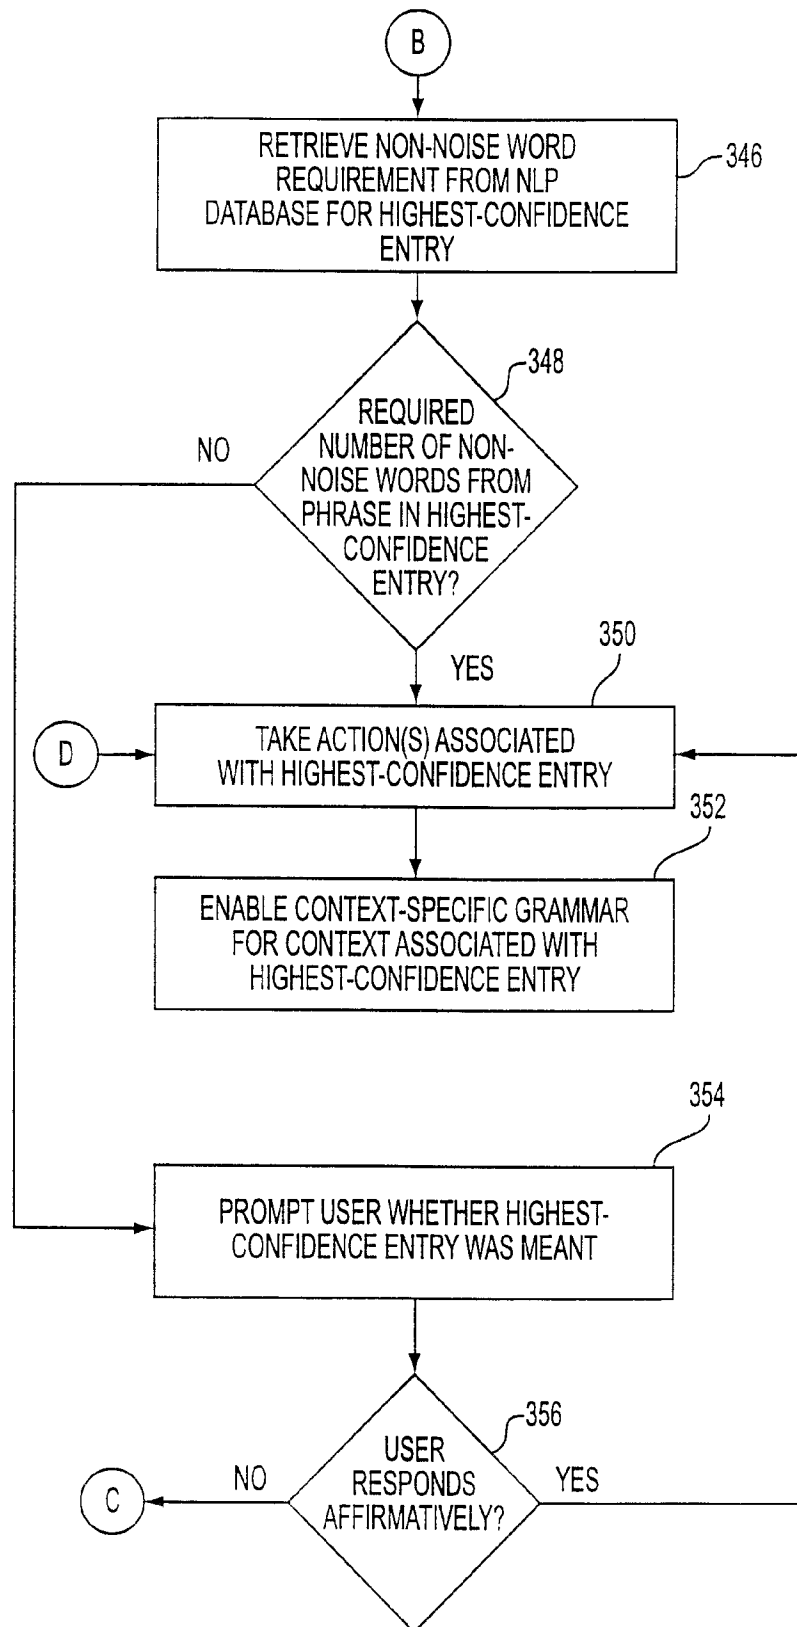 B
RETRIEVE NON-NOISE WORD
REQUIREMENT FROM NLP
DATABASE FOR HIGHEST-CONFIDENCE
ENTRY
346
348
REQUIRED
NUMBER OF NON-
NOISE WORDS FROM
PHRASE IN HIGHEST-
CONFIDENCE
ENTRY?
NO
YES
350
D
TAKE ACTION(S) ASSOCIATED
WITH HIGHEST-CONFIDENCE ENTRY
352
ENABLE CONTEXT-SPECIFIC GRAMMAR
FOR CONTEXT ASSOCIATED WITH
HIGHEST-CONFIDENCE ENTRY
354
PROMPT USER WHETHER HIGHEST-
CONFIDENCE ENTRY WAS MEANT
356
USER
RESPONDS
AFFIRMATIVELY?
NO
YES
C